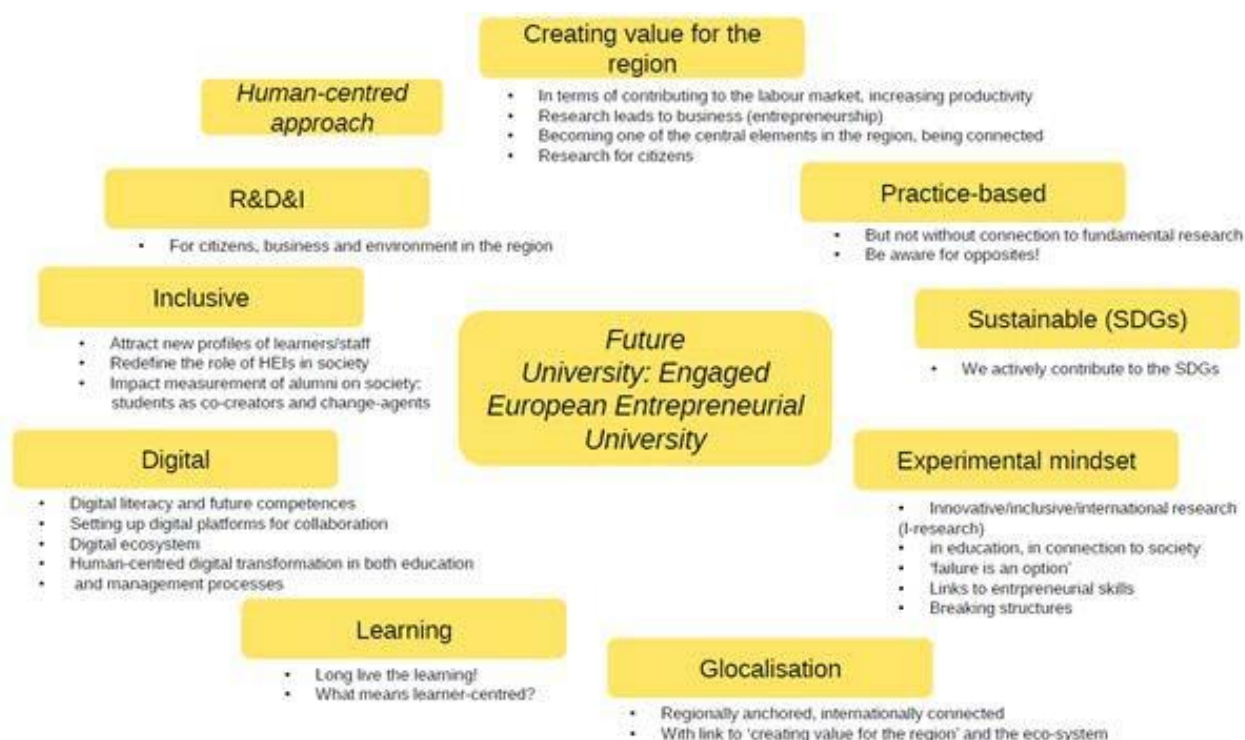 Creating value for the
region
• In terms of contributing to the labour market, increasing productivity
• Research leads to business (entrepreneurship)
• Becoming one of the central elements in the region, being connected
• Research for citizens
Human-centred
approach
R&D&I
• For citizens, business and environment in the region
Practice-based
• But not without connection to fundamental research
• Be aware for opposites!
Inclusive
• Attract new profiles of learners/staff
• Redefine the role of HEIs in society
• Impact measurement of alumni on society:
students as co-creators and change-agents
Future
University: Engaged
European Entrepreneurial
University
Sustainable (SDGs)
• We actively contribute to the SDGs
Digital
• Digital literacy and future competences
• Setting up digital platforms for collaboration
• Digital ecosystem
• Human-centred digital transformation in both education
• and management processes
Experimental mindset
• Innovative/inclusive/international research
(I-research)
• in education, in connection to society
• 'failure is an option'
• Links to entrpreneurial skills
• Breaking structures
Learning
• Long live the learning!
• What means learner-centred?
Glocalisation
• Regionally anchored, internationally connected
• With link to 'creating value for the region' and the eco-system